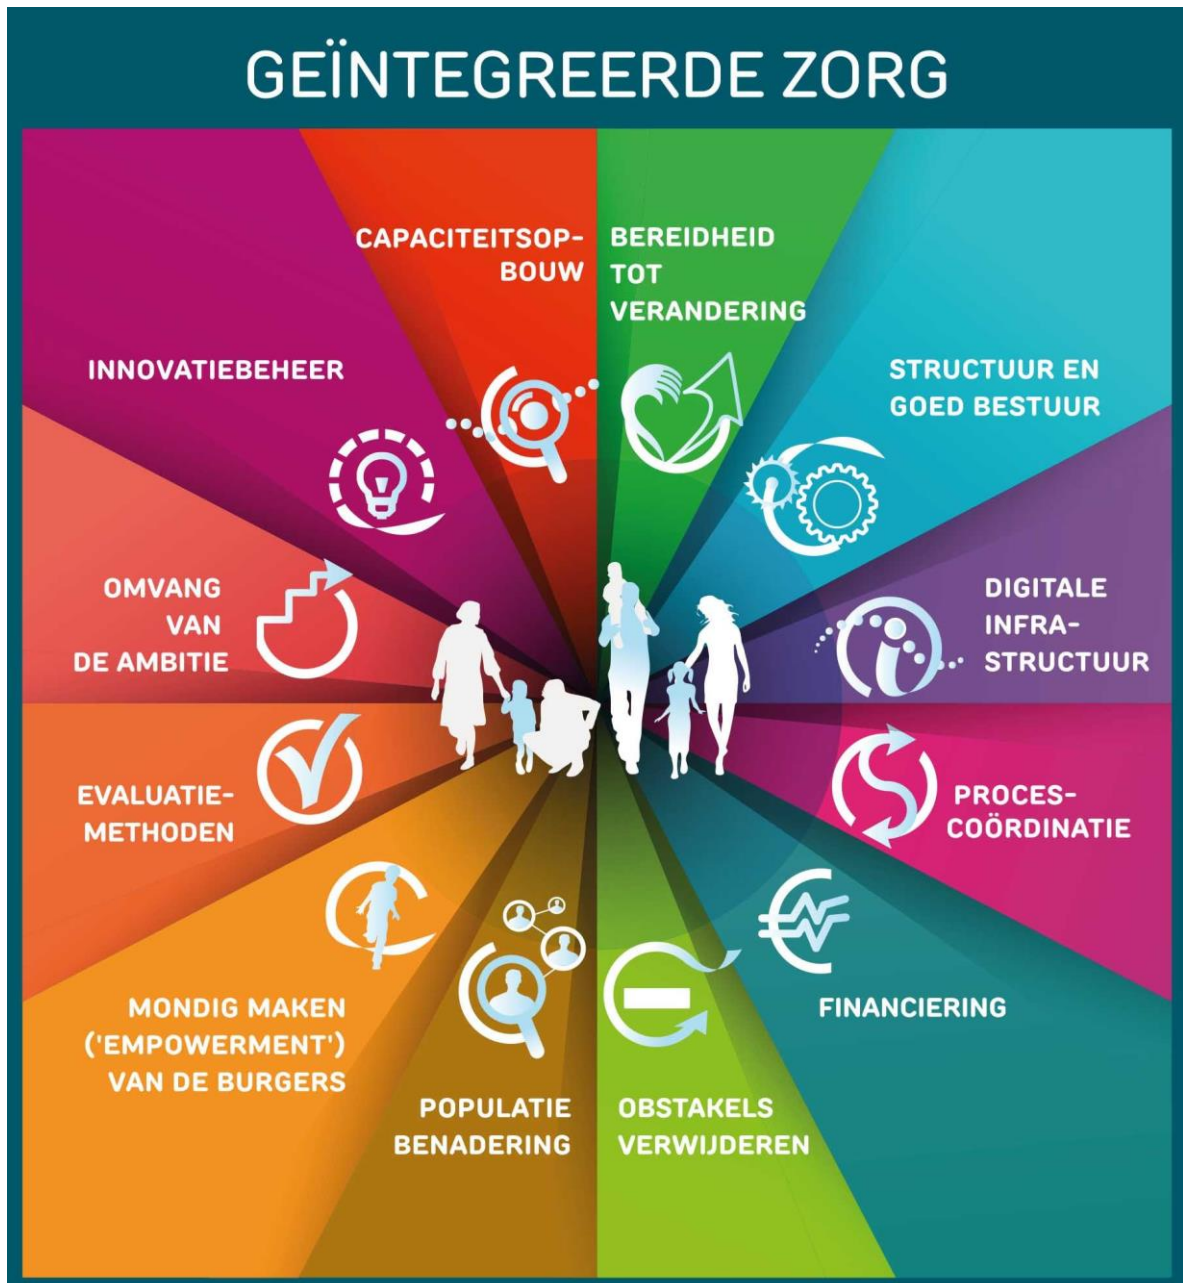 GEÏNTEGREERDE ZORG
CAPACITEITSOP-
BOUW
BEREIDHEID
TOT
VERANDERING
STRUCTUUR EN
GOED BESTUUR
DIGITALE
INFRA-
STRUCTUUR
PROCES-
COÖRDINATIE
FINANCIERING
OBSTAKELS
VERWIJDEREN
POPULATIE
BENADERING
MONDIG MAKEN
('EMPOWERMENT')
VAN DE BURGERS
EVALUATIE-
METHODEN
OMVANG
VAN
DE AMBITIE
INNOVATIEBEHEER